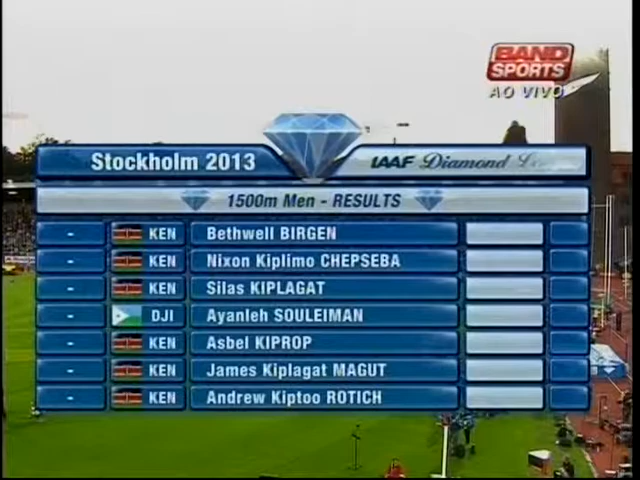 BAND
SPORTS
AO VIVO
Stockholm 2013
IAAF Diamond
1500m Men - RESULTS
- KEN Bethwell BIRGEN
- KEN Nixon Kiplimo CHEPSEBA
- KEN Silas KIPLAGAT
- DJI Ayanleh SOULEIMAN
- KEN Asbel KIPROP
- KEN James Kiplagat MAGUT
- KEN Andrew Kiptoo ROTICH